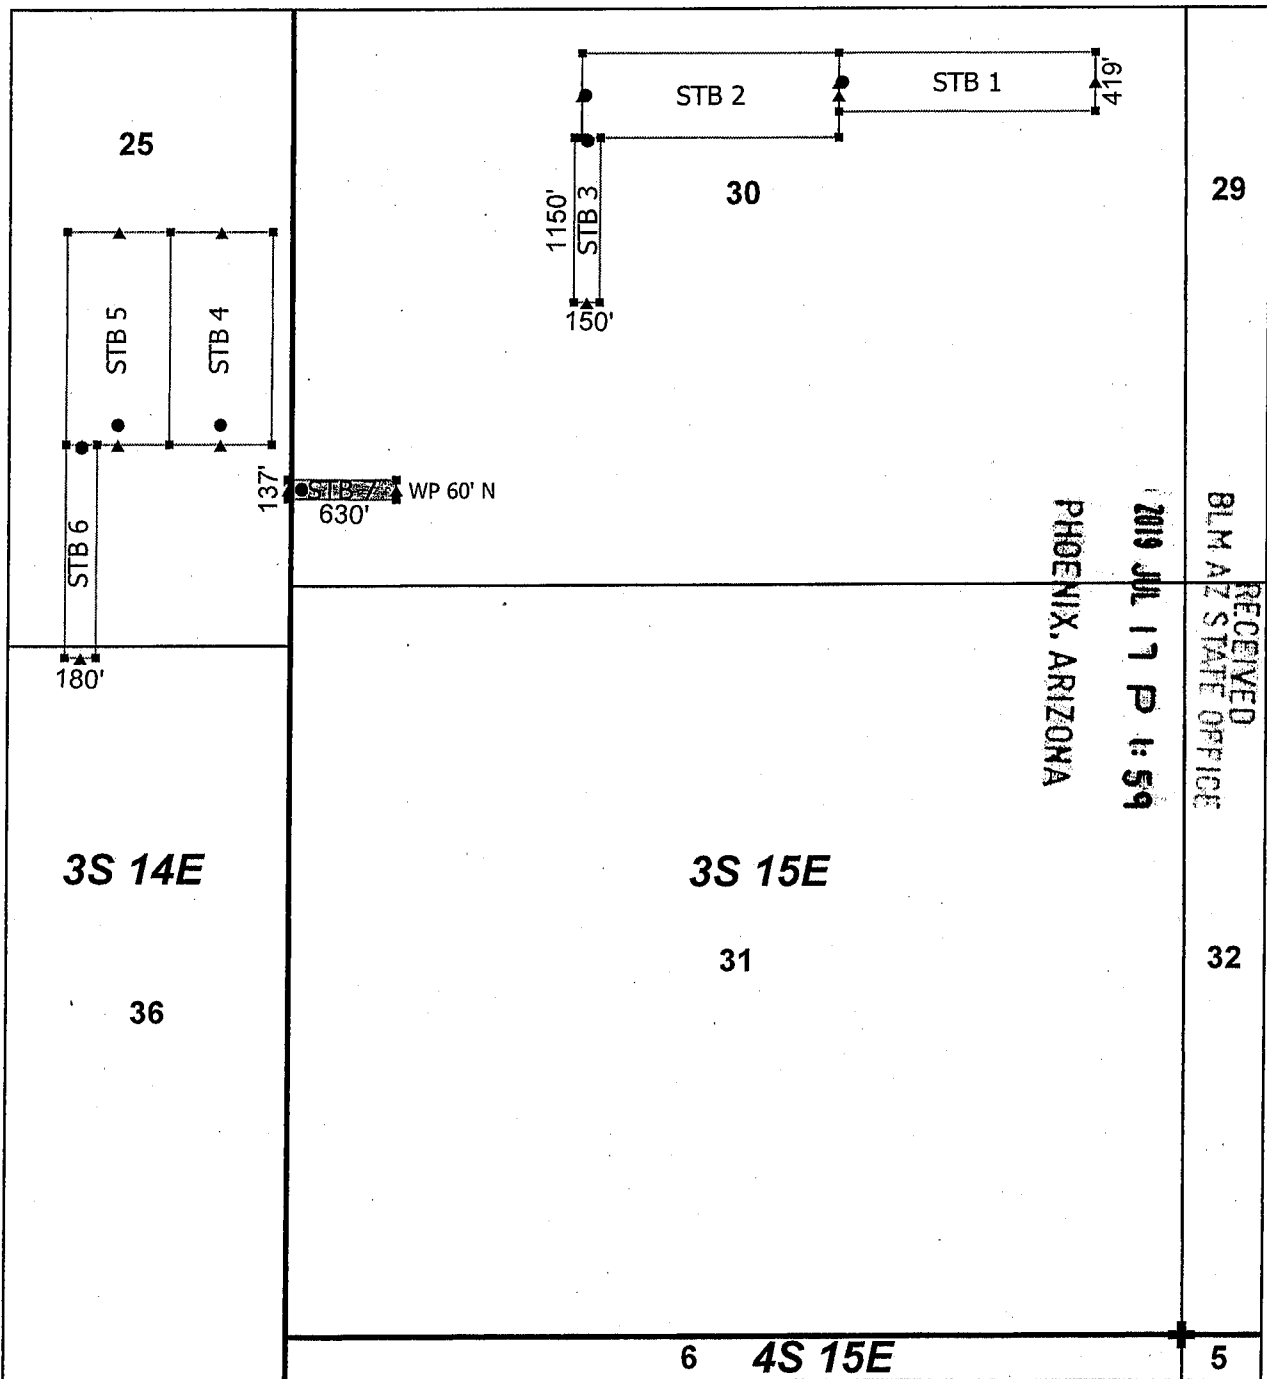 STB 2
STB 1
419'
25
30
29
1150'
STB 3
150'
STB 5
STB 4
137'
STB 7
WP 60' N
630'
STB 6
180'
RECEIVED
BLM AZ STATE OFFICE
2019 JUL 17 P 1:59
PHOENIX, ARIZONA
3S 14E
3S 15E
31
32
36
6
4S 15E
5